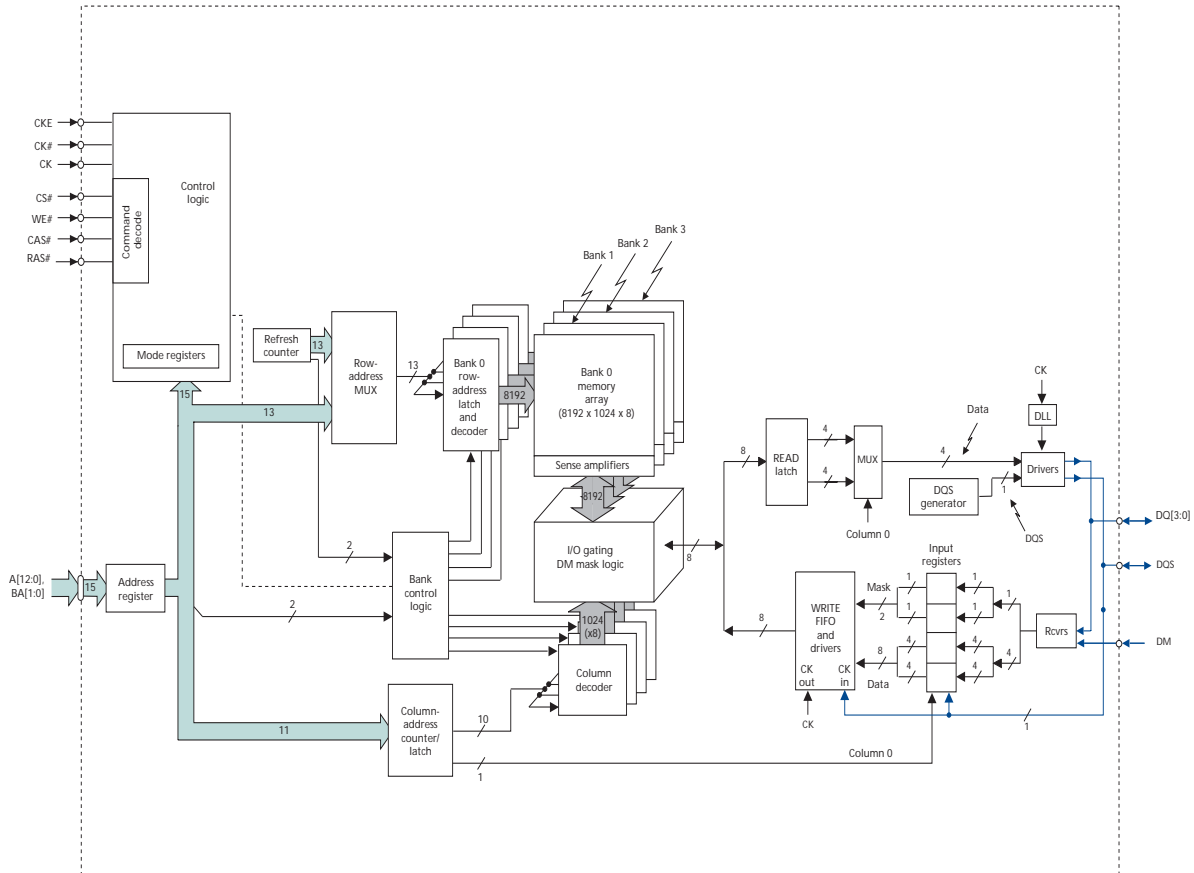 CKE
CK#
CK
CS#
WE#
CAS#
RAS#
Command
decode
Control
logic
Mode registers
Bank 3
Bank 2
Bank 1
Refresh
counter
13
Row-
address
MUX
13
Bank 0
row-
address
latch
and
decoder
8192
Bank 0
memory
array
(8192 x 1024 x 8)
Sense amplifiers
15
13
8192
I/O gating
DM mask logic
8
8
READ
latch
4
4
MUX
Column 0
4
Data
CK
DLL
Drivers
DQS
generator
1
DQS
DQ[3:0]
DQS
DM
A[12:0],
BA[1:0]
15
Address
register
2
2
Bank
control
logic
1024
(x8)
Column
decoder
8
WRITE
FIFO
and
drivers
CK
out
CK
in
CK
Mask
2
8
Data
Input
registers
1
1
4
4
1
1
4
4
1
4
Rcvrs
1
11
Column-
address
counter/
latch
10
1
Column 0